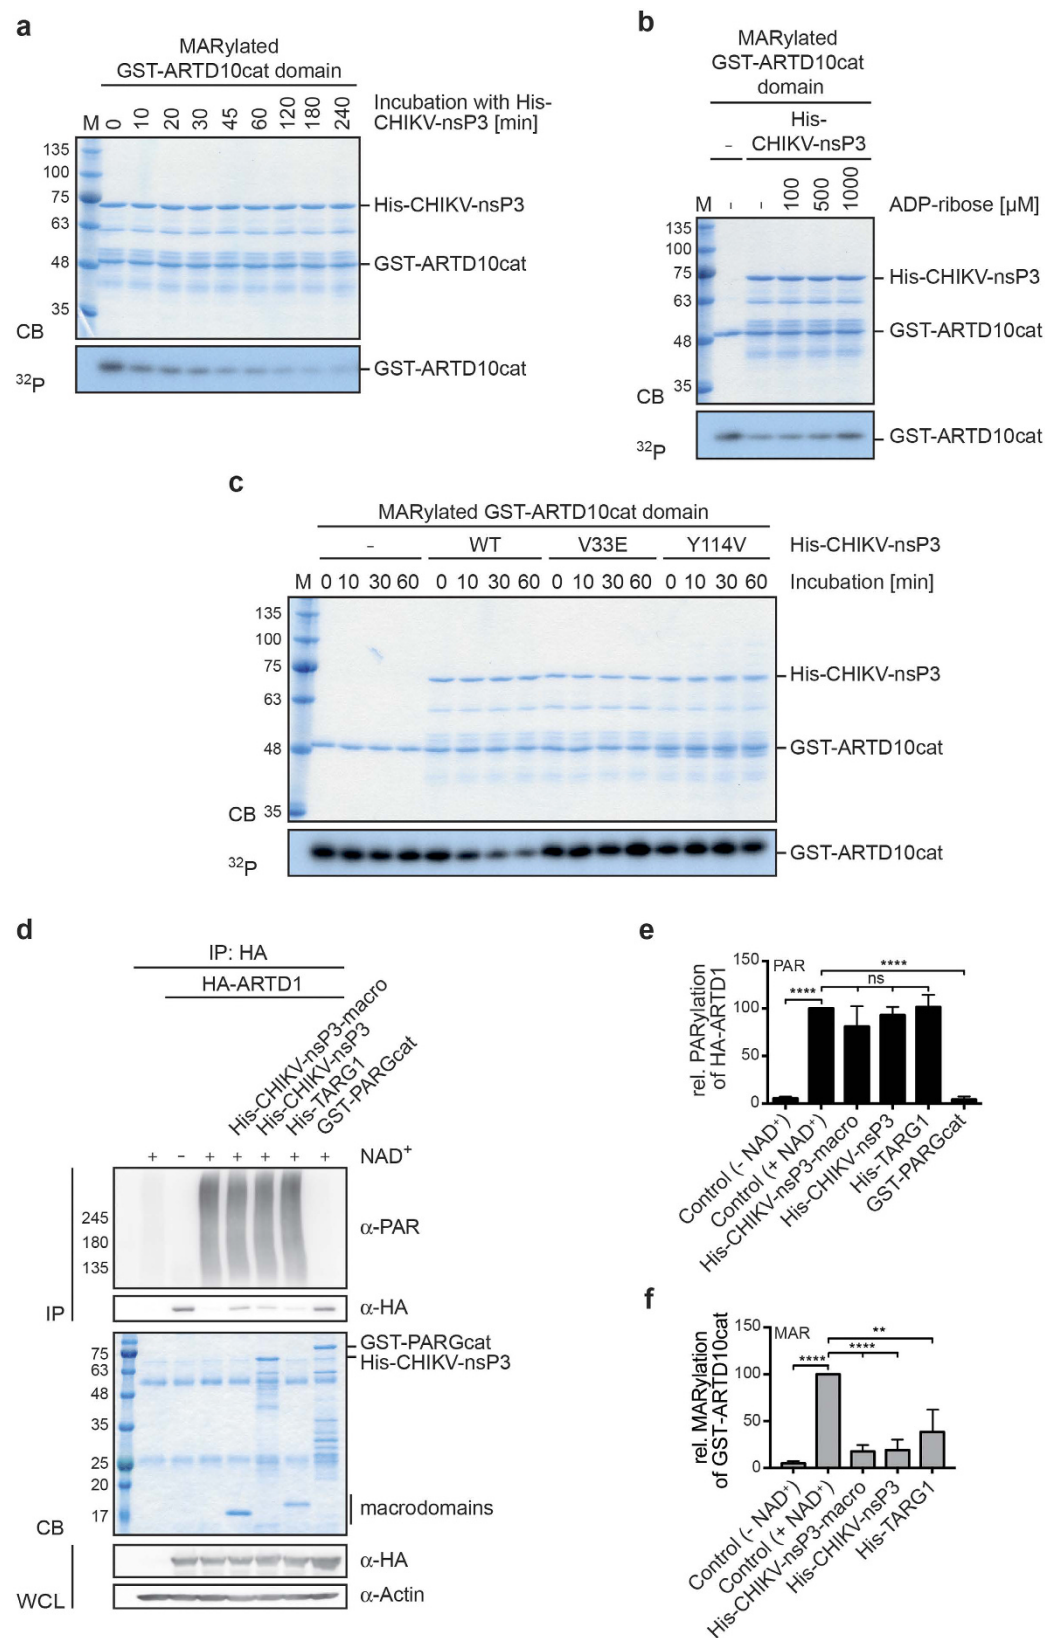 a
MARylated
GST-ARTD10cat domain
M 0 10 20 30 45 60 120 180 240
Incubation with His-
CHIKV-nsP3 [min]
135
100
75
63
48
35
His-CHIKV-nsP3
GST-ARTD10cat
CB
32P
GST-ARTD10cat
b
MARylated
GST-ARTD10cat
domain
His-
- CHIKV-nsP3
M - - 100 500 1000 ADP-ribose [µM]
135
100
75
63
48
35
His-CHIKV-nsP3
GST-ARTD10cat
CB
32P
GST-ARTD10cat
c
MARylated GST-ARTD10cat domain
- WT V33E Y114V His-CHIKV-nsP3
M 0 10 30 60 0 10 30 60 0 10 30 60 0 10 30 60 Incubation [min]
135
100
75
63
48
35
His-CHIKV-nsP3
GST-ARTD10cat
CB
32P
GST-ARTD10cat
d
IP: HA
HA-ARTD1
His-CHIKV-nsP3-macro
His-CHIKV-nsP3
His-TARG1
GST-PARGcat
+ - + + + + + NAD+
245
180
135
α-PAR
IP
α-HA
75
63
48
35
25
20
17
GST-PARGcat
His-CHIKV-nsP3
macrodomains
CB
α-HA
WCL
α-Actin
e
rel. PARylation
of HA-ARTD1
150
100
50
0
PAR
****
****
ns
Control (- NAD+)
Control (+ NAD+)
His-CHIKV-nsP3-macro
His-CHIKV-nsP3
His-TARG1
GST-PARGcat
f
rel. MARylation
of GST-ARTD10cat
150
100
50
0
MAR
**
****
****
Control (- NAD+)
Control (+ NAD+)
His-CHIKV-nsP3-macro
His-CHIKV-nsP3
His-TARG1